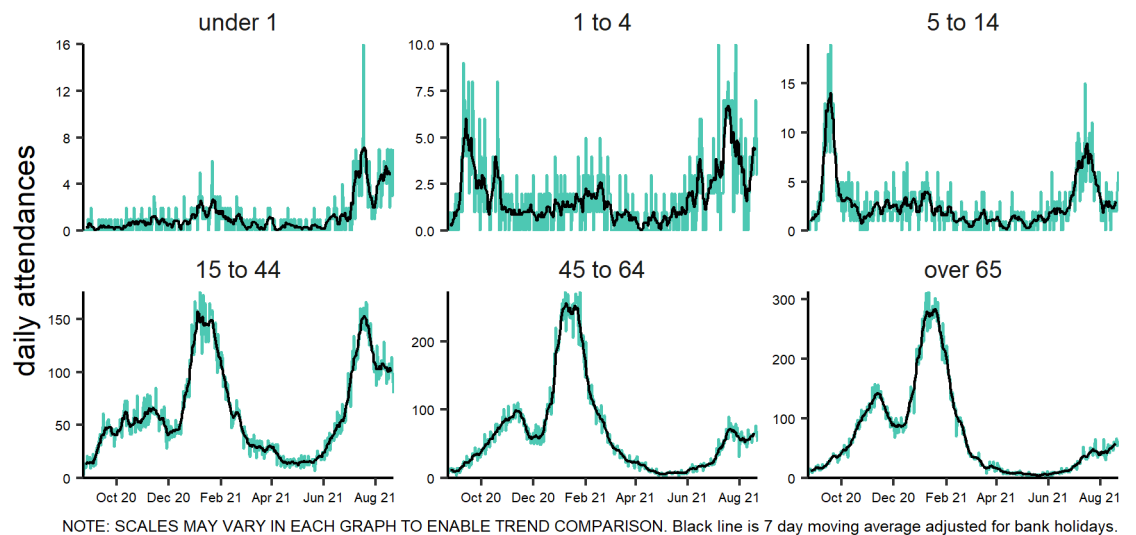 under 1
1 to 4
5 to 14
16
12
8
4
0
10.0
7.5
5.0
2.5
0.0
15
10
5
0
daily attendances
15 to 44
45 to 64
over 65
150
100
50
0
200
100
0
300
200
100
0
Oct 20 Dec 20 Feb 21 Apr 21 Jun 21 Aug 21
Oct 20 Dec 20 Feb 21 Apr 21 Jun 21 Aug 21
Oct 20 Dec 20 Feb 21 Apr 21 Jun 21 Aug 21
NOTE: SCALES MAY VARY IN EACH GRAPH TO ENABLE TREND COMPARISON. Black line is 7 day moving average adjusted for bank holidays.